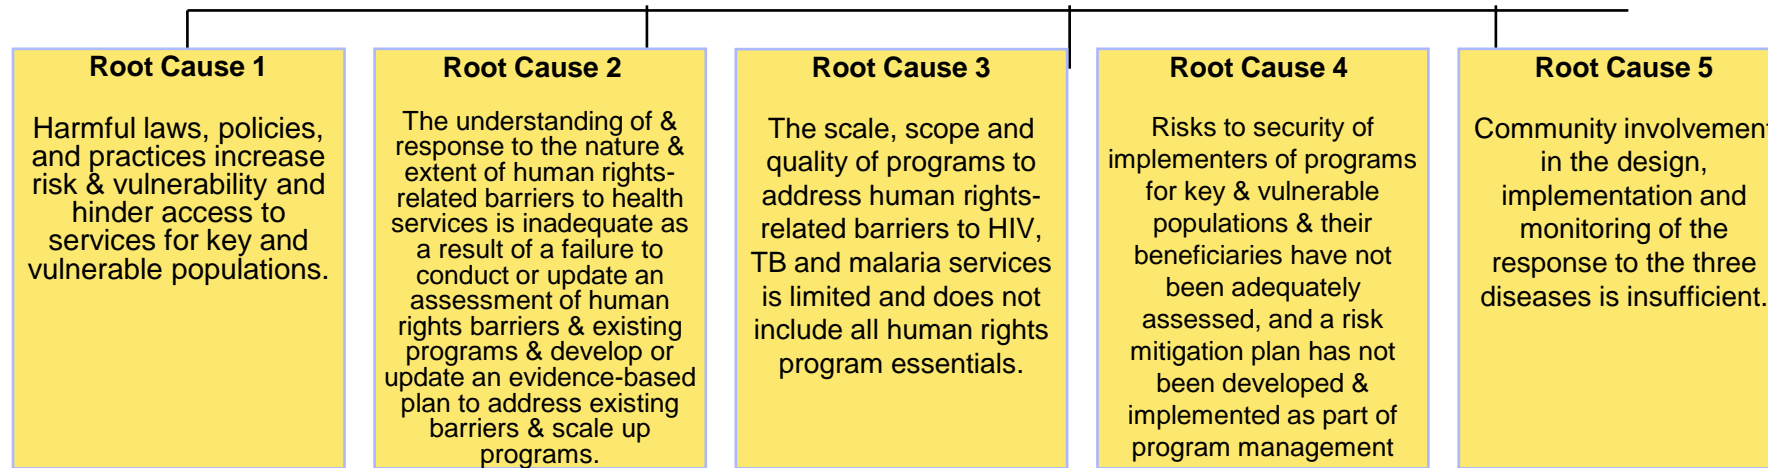 Root Cause 1
Harmful laws, policies,
and practices increase
risk & vulnerability and
hinder access to
services for key and
vulnerable populations.
Root Cause 2
The understanding of &
response to the nature &
extent of human rights-
related barriers to health
services is inadequate as
a result of a failure to
conduct or update an
assessment of human
rights barriers & existing
programs & develop or
update an evidence-based
plan to address existing
barriers & scale up
programs.
Root Cause 3
The scale, scope and
quality of programs to
address human rights-
related barriers to HIV,
TB and malaria services
is limited and does not
include all human rights
program essentials.
Root Cause 4
Risks to security of
implementers of programs
for key & vulnerable
populations & their
beneficiaries have not
been adequately
assessed, and a risk
mitigation plan has not
been developed &
implemented as part of
program management
Root Cause 5
Community involvement
in the design,
implementation and
monitoring of the
response to the three
diseases is insufficient.